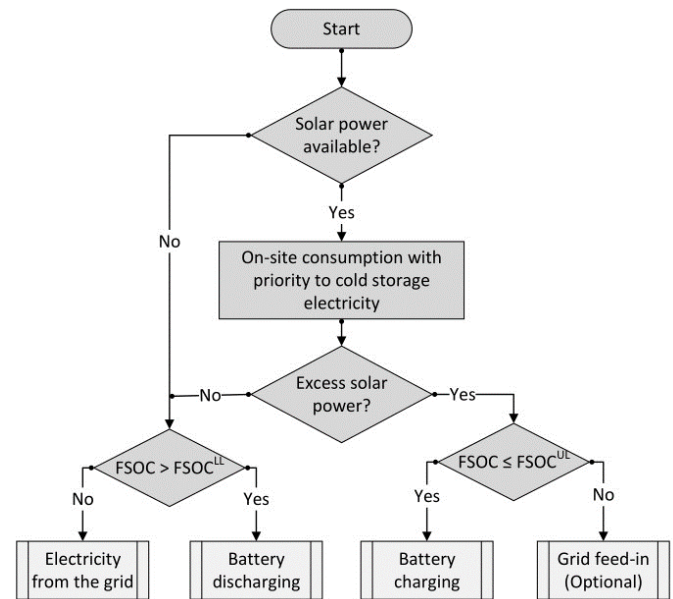 Start
Solar power
available?
Yes
No
On-site consumption with
priority to cold storage
electricity
Excess solar
power?
No
Yes
FSOC > FSOC^LL
FSOC ≤ FSOC^UL
No
Yes
Yes
No
Electricity
from the grid
Battery
discharging
Battery
charging
Grid feed-in
(Optional)